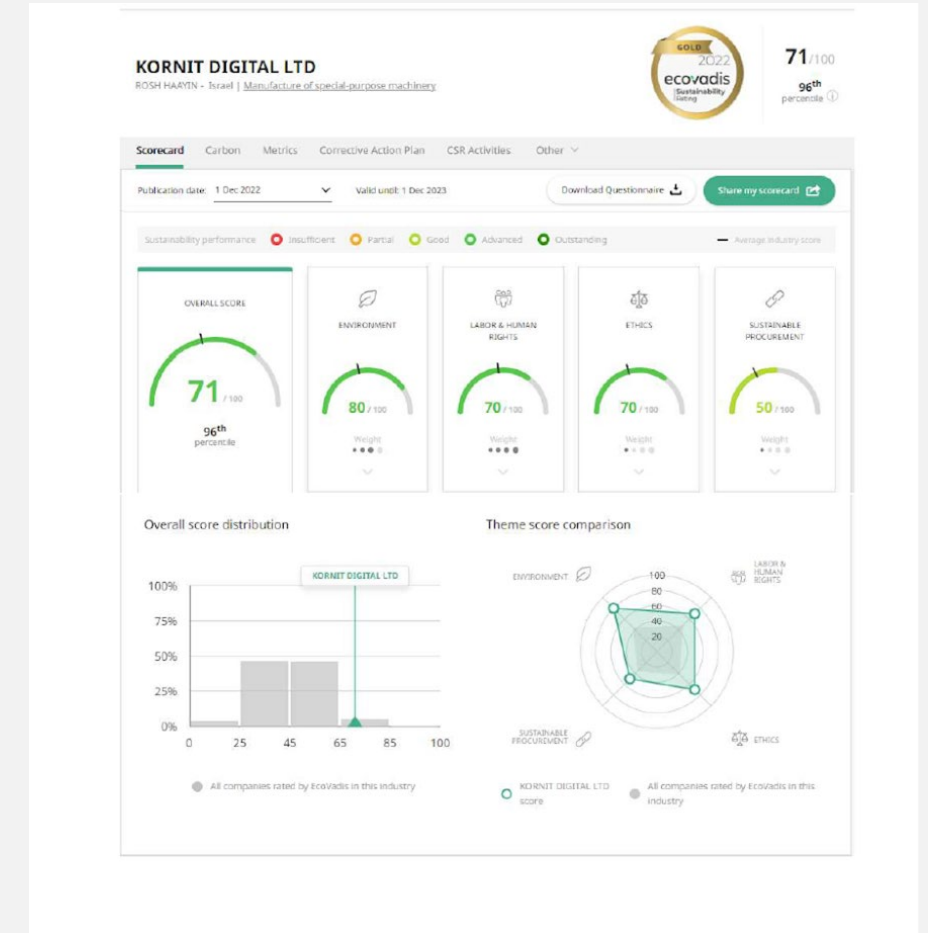 KORNIT DIGITAL LTD
ROSH HAAYIN - Israel | Manufacture of special-purpose machinery
GOLD
2022
ecovadis
Sustainability
Rating
71/100
96th
percentile
Scorecard Carbon Metrics Corrective Action Plan CSR Activities Other
Publication date: 1 Dec 2022 Valid until: 1 Dec 2023 Download Questionnaire Share my scorecard
Sustainability performance Insufficient Partial Good Advanced Outstanding Average industry score
OVERALL SCORE
71 / 100
96th
percentile
ENVIRONMENT
80 / 100
Weight
LABOR & HUMAN
RIGHTS
70 / 100
Weight
ETHICS
70 / 100
Weight
SUSTAINABLE
PROCUREMENT
50 / 100
Weight
Overall score distribution
KORNIT DIGITAL LTD
100%
75%
50%
25%
0%
0 25 45 65 85 100
All companies rated by EcoVadis in this industry
Theme score comparison
ENVIRONMENT
LABOR &
HUMAN
RIGHTS
100
80
60
40
20
SUSTAINABLE
PROCUREMENT
ETHICS
KORNIT DIGITAL LTD
score
All companies rated by EcoVadis in this
industry